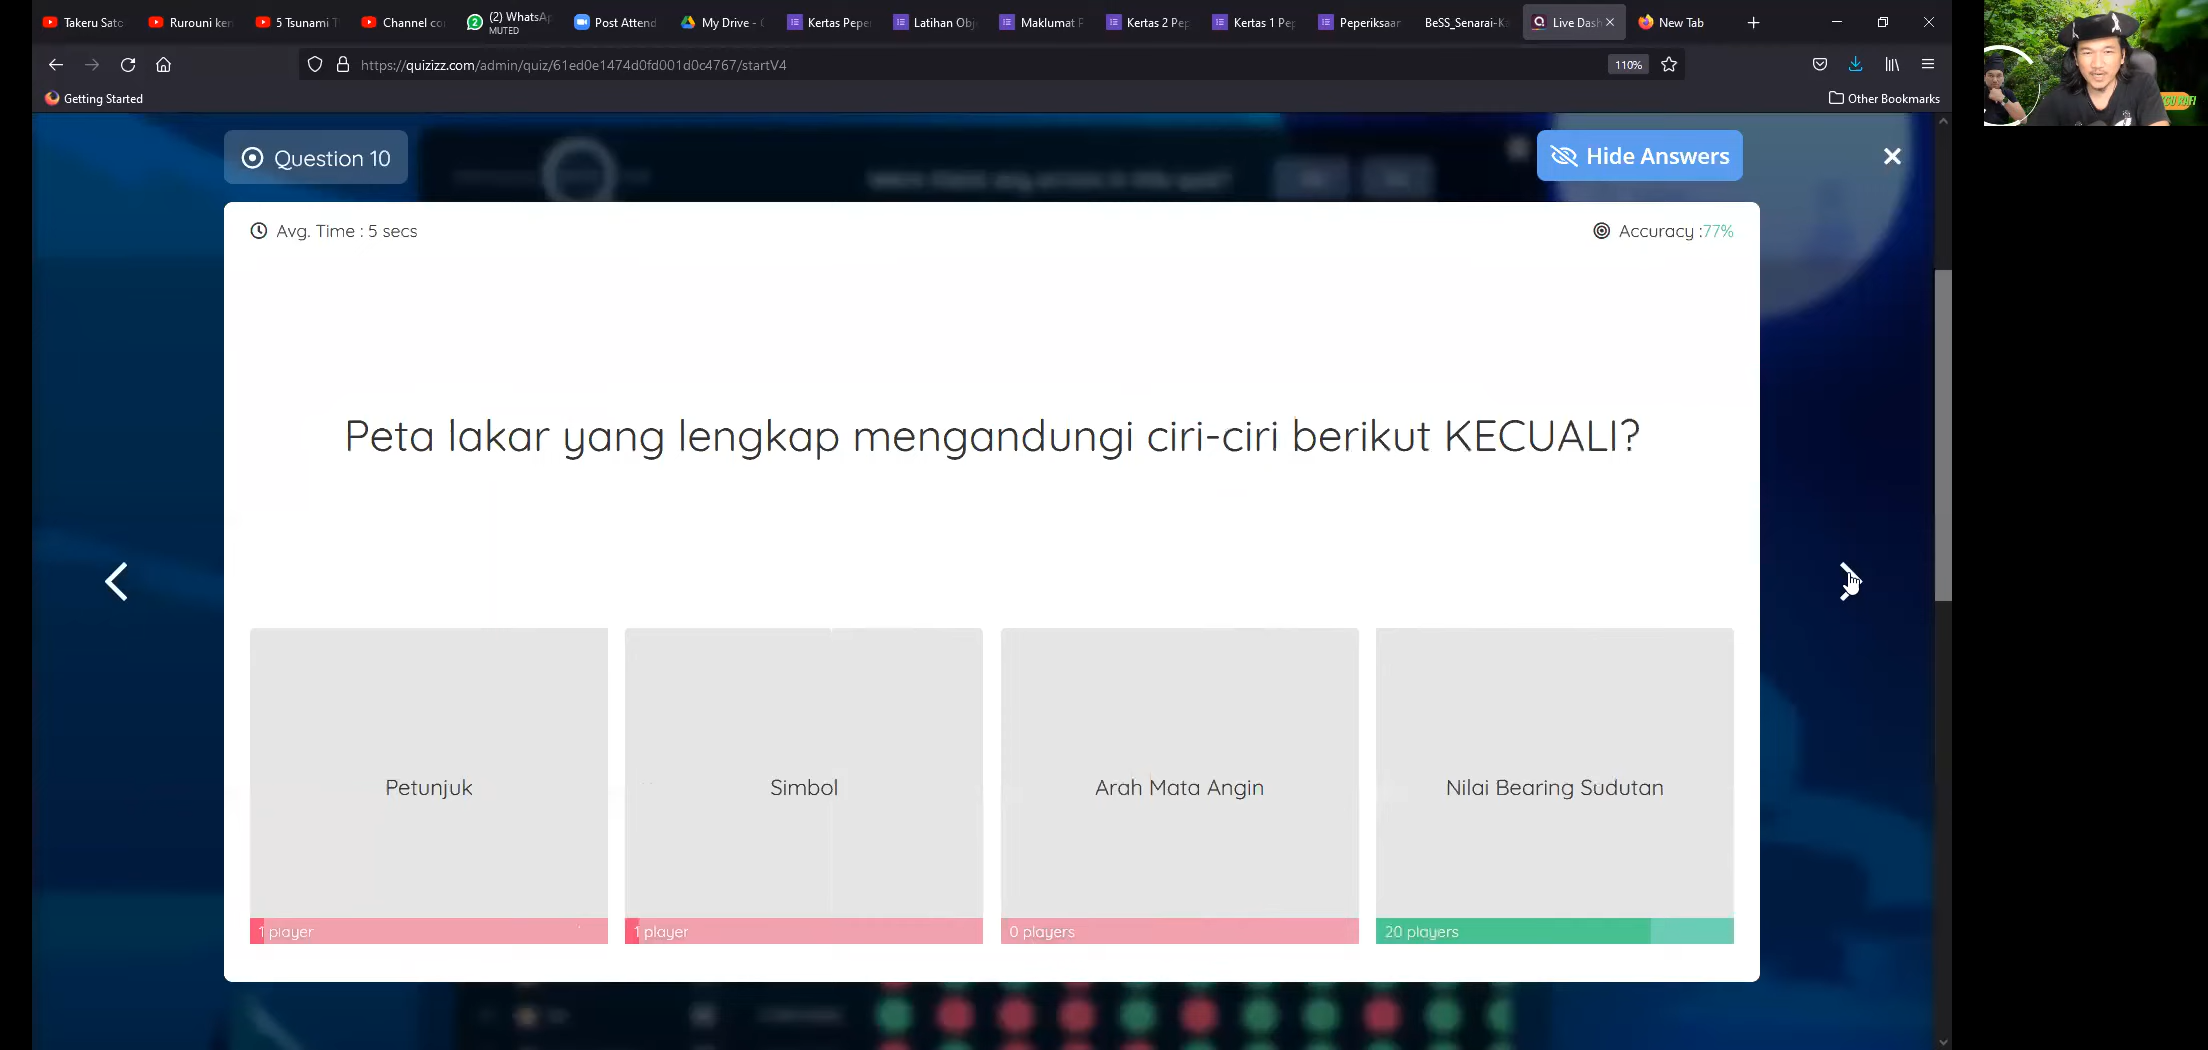 Takeru Sato
Rurouni ken
5 Tsunami T
Channel co
2
(2) WhatsAp
MUTED
Post Attend
My Drive - G
Kertas Peper
Latihan Obj
Maklumat F
Kertas 2 Pep
Kertas 1 Pep
Peperiksaan
BeSS_Senarai-Ka
Live Dash
New Tab
https://quizizz.com/admin/quiz/61ed0e1474d0fd001d0c4767/startV4
110%
Getting Started
Other Bookmarks
Question 10
Hide Answers
Avg. Time : 5 secs
Accuracy :77%
Peta lakar yang lengkap mengandungi ciri-ciri berikut KECUALI?
Petunjuk
Simbol
Arah Mata Angin
Nilai Bearing Sudutan
1 player
1 player
0 players
20 players